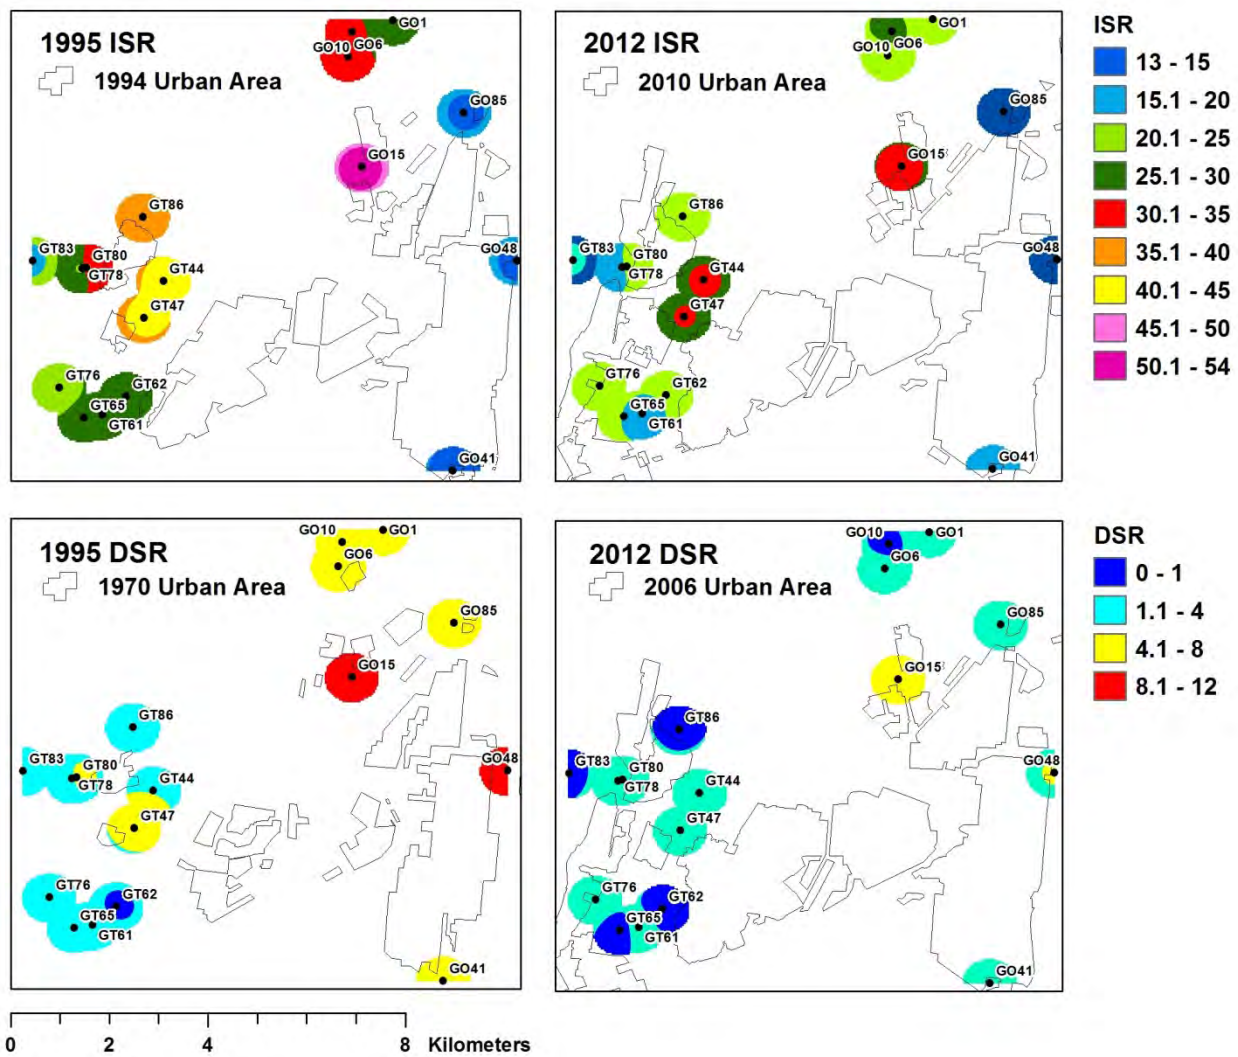 1995 ISR
1994 Urban Area
GO1
GO10
GO6
GO85
GO15
GT86
GT83
GT80
GT78
GT44
GO48
GT47
GT76
GT62
GT65
GT61
GO41
2012 ISR
2010 Urban Area
GO1
GO10
GO6
GO85
GO15
GT86
GT83
GT80
GT78
GT44
GO48
GT47
GT76
GT62
GT65
GT61
GO41
ISR
13 - 15
15.1 - 20
20.1 - 25
25.1 - 30
30.1 - 35
35.1 - 40
40.1 - 45
45.1 - 50
50.1 - 54
1995 DSR
1970 Urban Area
GO10
GO1
GO6
GO85
GO15
GT86
GT83
GT80
GT78
GT44
GO48
GT47
GT76
GT62
GT65
GT61
GO41
2012 DSR
2006 Urban Area
GO10
GO1
GO6
GO85
GO15
GT86
GT83
GT80
GT78
GT44
GO48
GT47
GT76
GT62
GT65
GT61
GO41
DSR
0 - 1
1.1 - 4
4.1 - 8
8.1 - 12
0 2 4 8 Kilometers